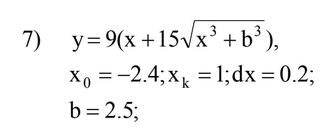 7) y=9(x+15√x³+b³),
x₀=−2.4; xₖ=1; dx=0.2;
b=2.5;